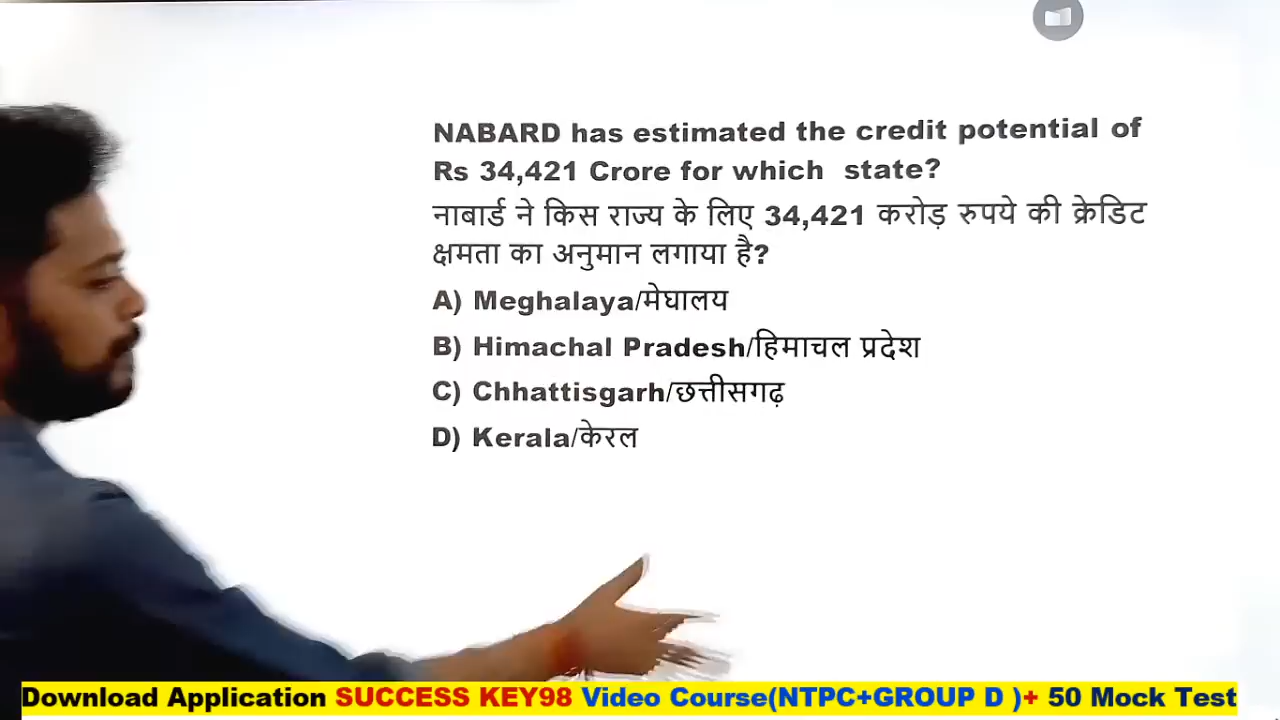 NABARD has estimated the credit potential of
Rs 34,421 Crore for which state?
नाबार्ड ने किस राज्य के लिए 34,421 करोड़ रुपये की क्रेडिट
क्षमता का अनुमान लगाया है?
A) Meghalaya/मेघालय
B) Himachal Pradesh/हिमाचल प्रदेश
C) Chhattisgarh/छत्तीसगढ़
D) Kerala/केरल
Download Application SUCCESS KEY98 Video Course(NTPC+GROUP D )+ 50 Mock Test